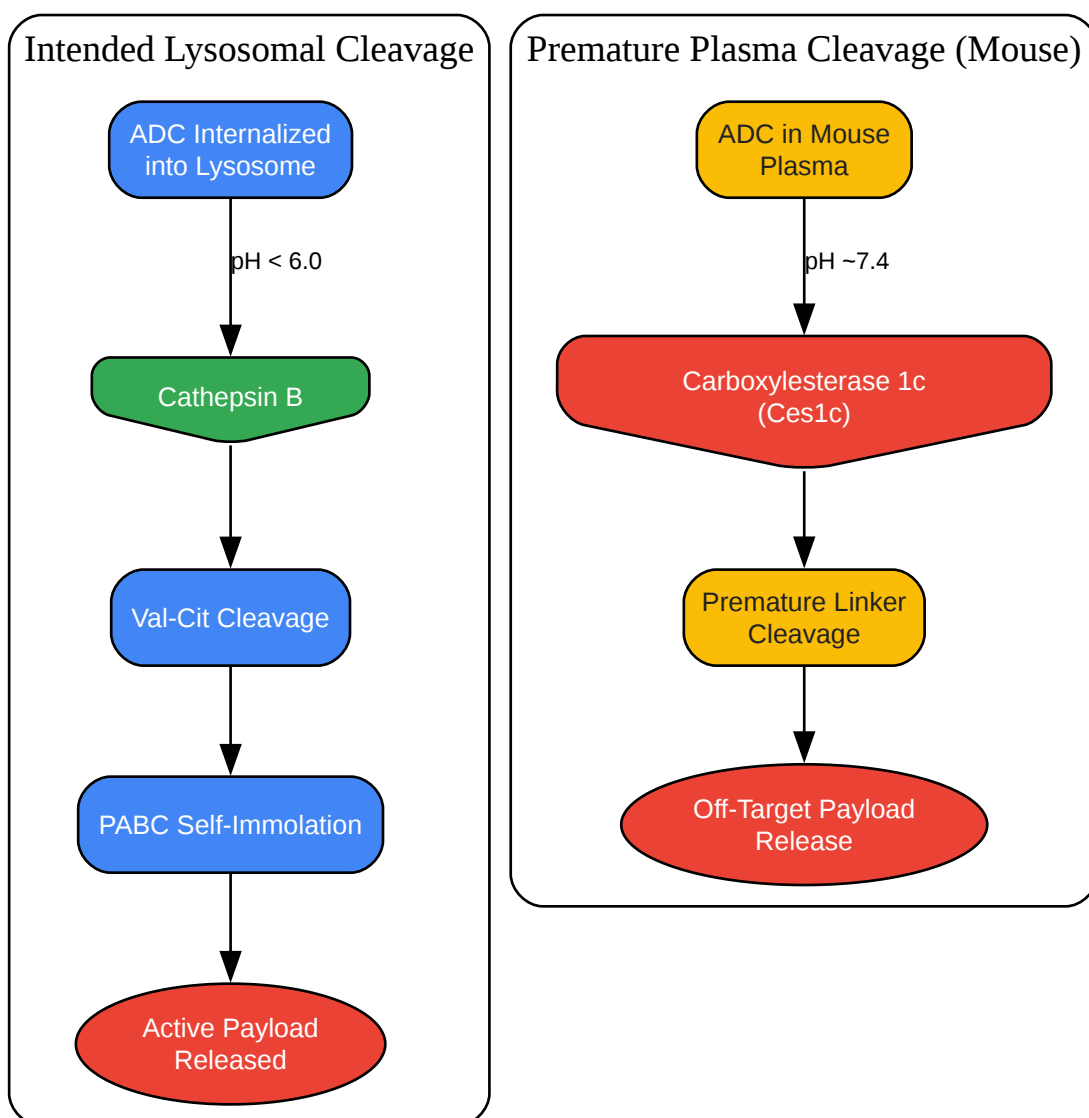 Intended Lysosomal Cleavage
ADC Internalized
into Lysosome
pH < 6.0
Cathepsin B
Val-Cit Cleavage
PABC Self-Immolation
Active Payload
Released
Premature Plasma Cleavage (Mouse)
ADC in Mouse
Plasma
pH ~7.4
Carboxylesterase 1c
(Ces1c)
Premature Linker
Cleavage
Off-Target Payload
Release